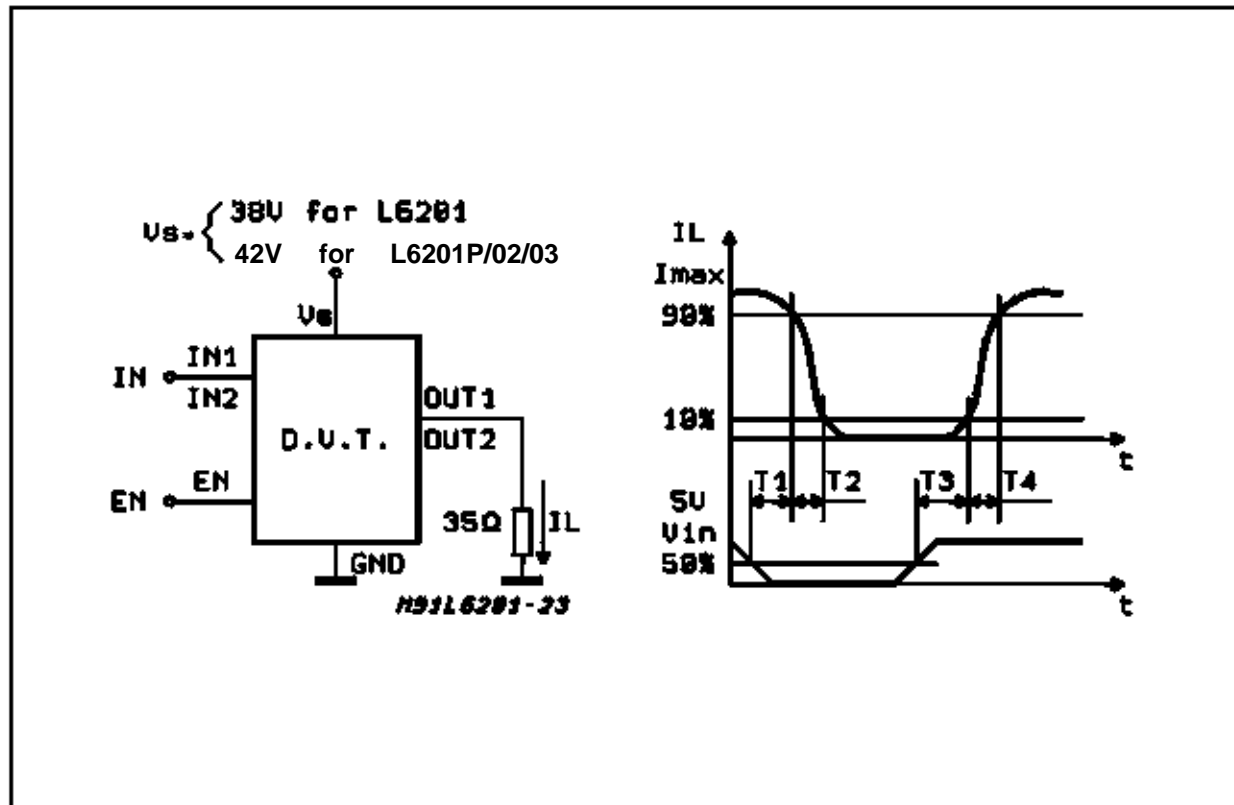 Vs= 38V for L6201
42V for L6201P/02/03
Vs
IN IN1
IN2
EN EN
D.U.T.
OUT1
OUT2
35Ω IL
GND
M91L6201-23
IL
Imax
90%
10%
t
T1 T2 T3 T4
5V
Vin
50%
t